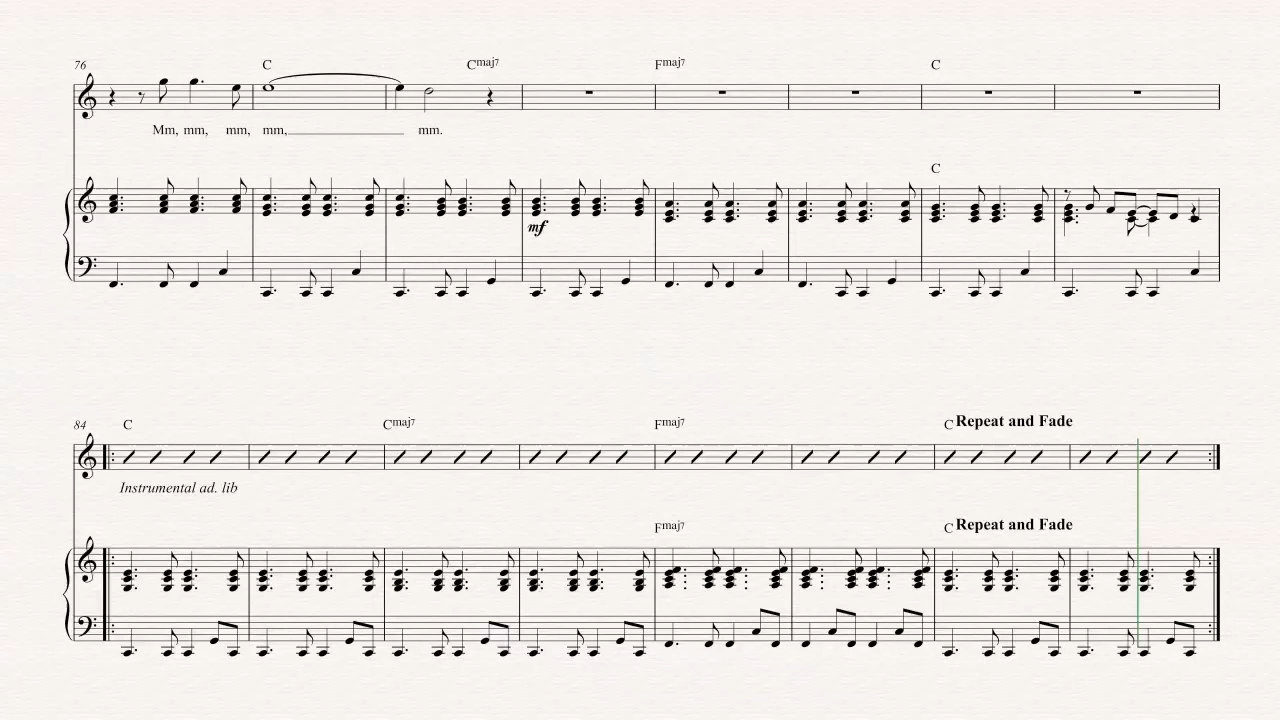 76 C Cmaj7 Fmaj7 C
Mm, mm, mm, mm, mm.
C
mf
84 C Cmaj7 Fmaj7 C Repeat and Fade
Instrumental ad. lib
Fmaj7 C Repeat and Fade